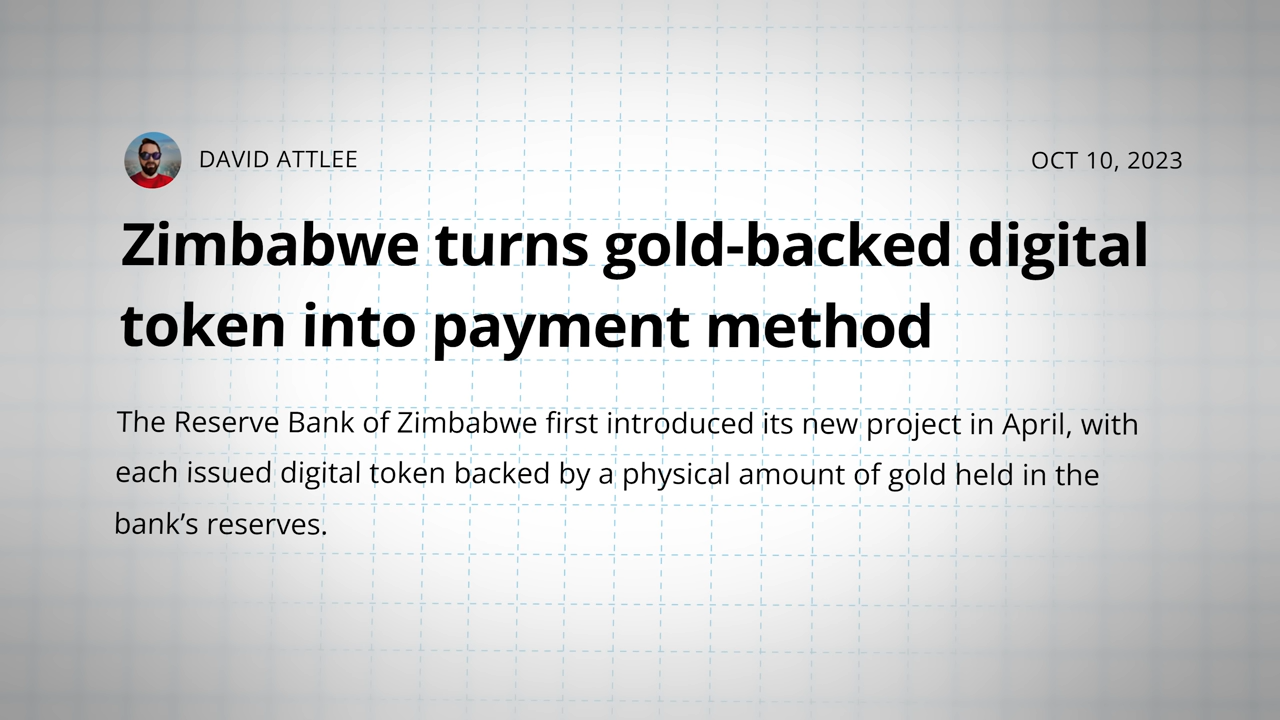 DAVID ATTLEE
OCT 10, 2023
Zimbabwe turns gold-backed digital
token into payment method
The Reserve Bank of Zimbabwe first introduced its new project in April, with
each issued digital token backed by a physical amount of gold held in the
bank’s reserves.